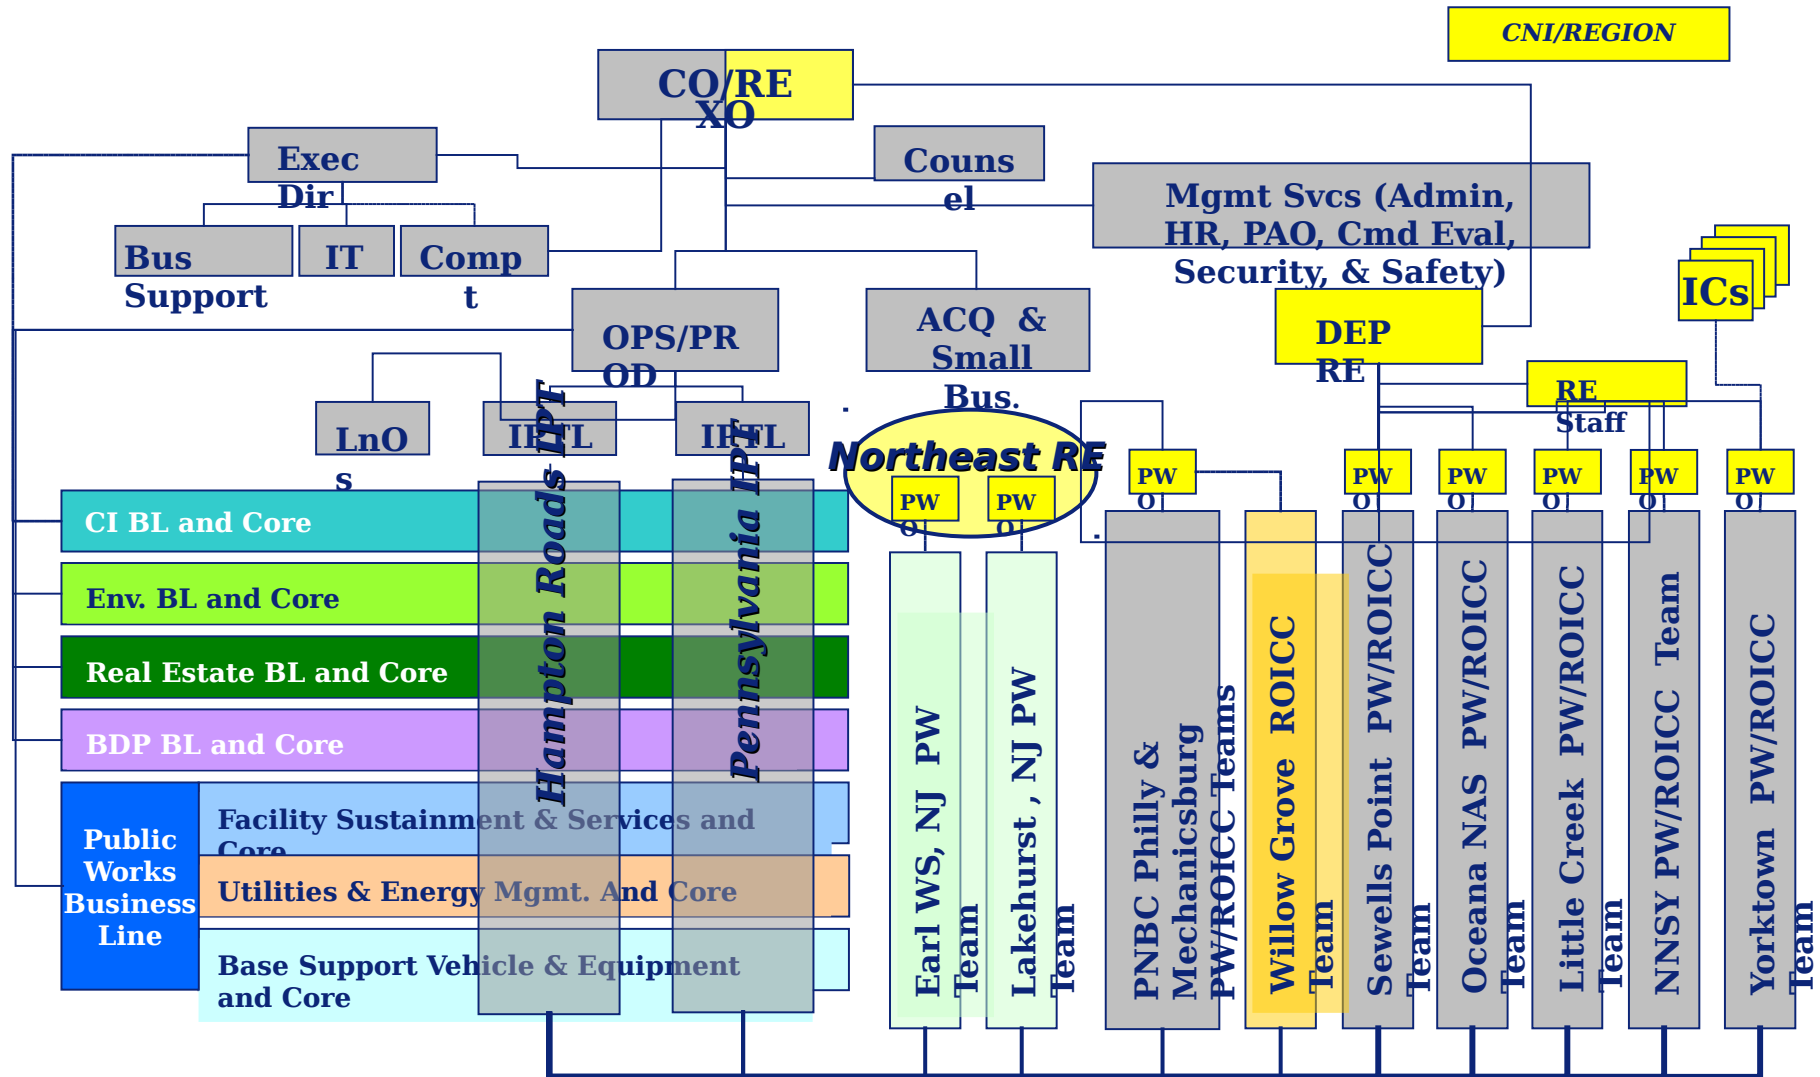 CNI/REGION
CO/RE
XO
Exec
Dir
Couns
el
Mgmt Svcs (Admin,
HR, PAO, Cmd Eval,
Security, & Safety)
Bus
Support
IT
Comp
t
ICs
OPS/PR
OD
ACQ & 
Small
Bus.
DEP
RE
RE
Staff
LnO
s
IPTL
IPTL
Northeast RE
PW
O
PW
O
PW
O
PW
O
PW
O
PW
O
PW
O
PW
O
CI BL and Core
Env. BL and Core
Real Estate BL and Core
BDP BL and Core
Public
Works
Business
Line
Facility Sustainment & Services and
Core
Utilities & Energy Mgmt. And Core
Base Support Vehicle & Equipment
and Core
Hampton Roads IPT
Pennsylvania IPT
Earl WS, NJ PW
Team
Lakehurst , NJ PW
Team
PNBC Philly &
Mechanicsburg
PW/ROICC Teams
Willow Grove ROICC
Team
Sewells Point PW/ROICC
Team
Oceana NAS PW/ROICC
Team
Little Creek PW/ROICC
Team
NNSY PW/ROICC Team
Yorktown PW/ROICC
Team